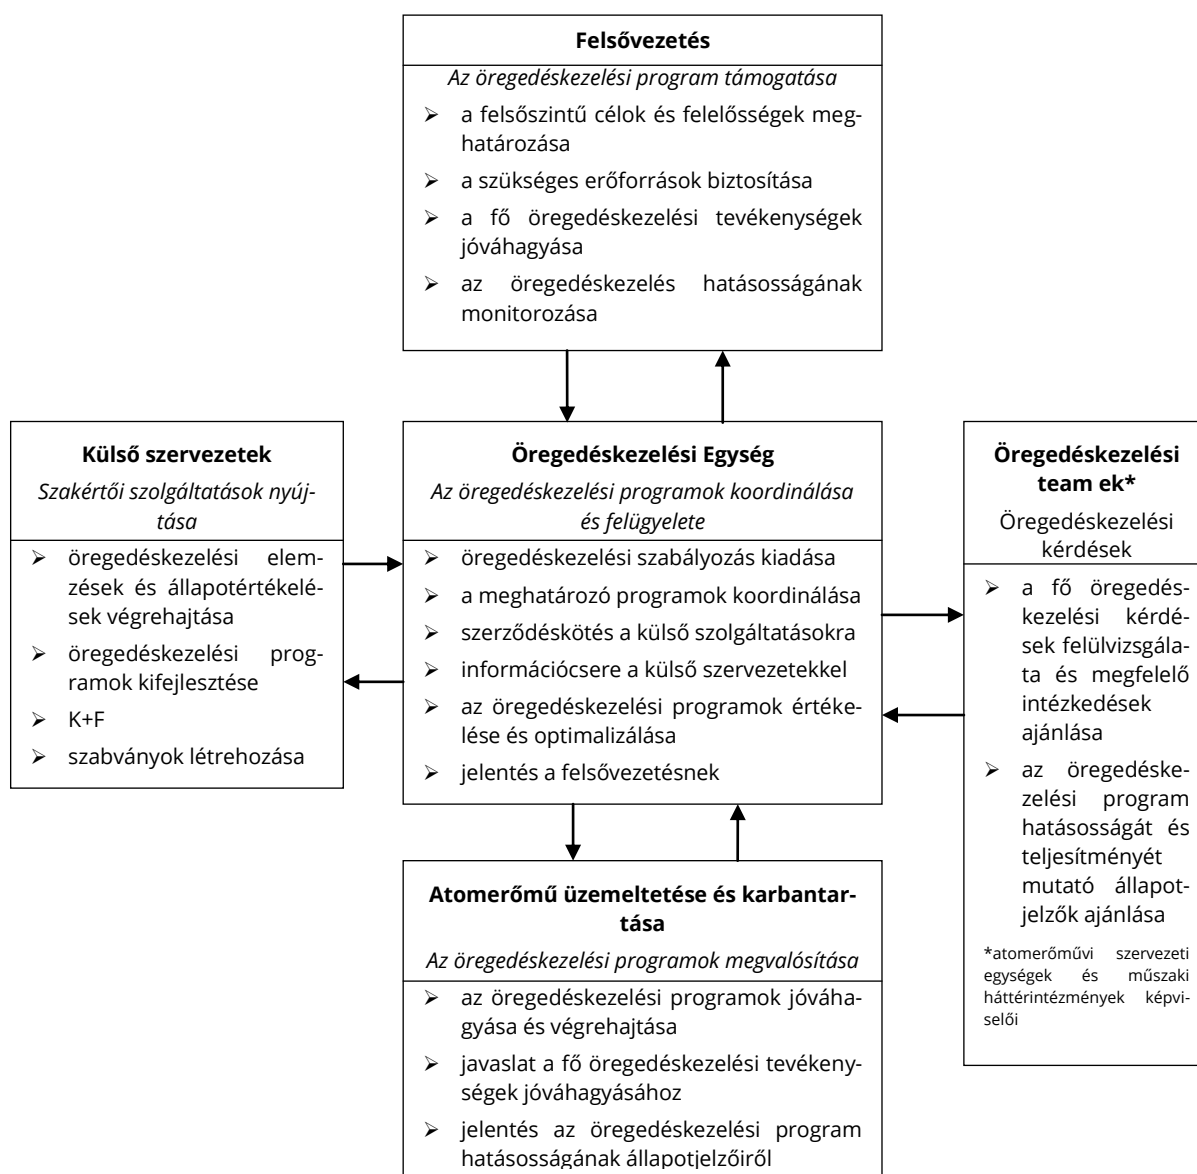 Felsővezetés
Az öregedéskezelési program támogatása
➢ a felsőszintű célok és felelősségek meg-
határozása
➢ a szükséges erőforrások biztosítása
➢ a fő öregedéskezelési tevékenységek
jóváhagyása
➢ az öregedéskezelés hatásosságának
monitorozása
Külső szervezetek
Szakértői szolgáltatások nyúj-
tása
➢ öregedéskezelési elem-
zések és állapotértékelé-
sek végrehajtása
➢ öregedéskezelési prog-
ramok kifejlesztése
➢ K+F
➢ szabványok létrehozása
Öregedéskezelési Egység
Az öregedéskezelési programok koordinálása
és felügyelete
➢ öregedéskezelési szabályozás kiadása
➢ a meghatározó programok koordinálása
➢ szerződéskötés a külső szolgáltatásokra
➢ információcsere a külső szervezetekkel
➢ az öregedéskezelési programok értéke-
lése és optimalizálása
➢ jelentés a felsővezetésnek
Öregedéskezelési
team ek*
Öregedéskezelési
kérdések
➢ a fő öregedés-
kezelési kérdé-
sek felülvizsgála-
ta és megfelelő
intézkedések
ajánlása
➢ az öregedéske-
zelési program
hatásosságát és
teljesítményét
mutató állapot-
jelzők ajánlása
*atomerőművi szervezeti
egységek és műszaki
háttérintézmények képvi-
selői
Atomerőmű üzemeltetése és karbantar-
tása
Az öregedéskezelési programok megvalósítása
➢ az öregedéskezelési programok jóváha-
gyása és végrehajtása
➢ javaslat a fő öregedéskezelési tevékeny-
ségek jóváhagyásához
➢ jelentés az öregedéskezelési program
hatásosságának állapotjelzőiről